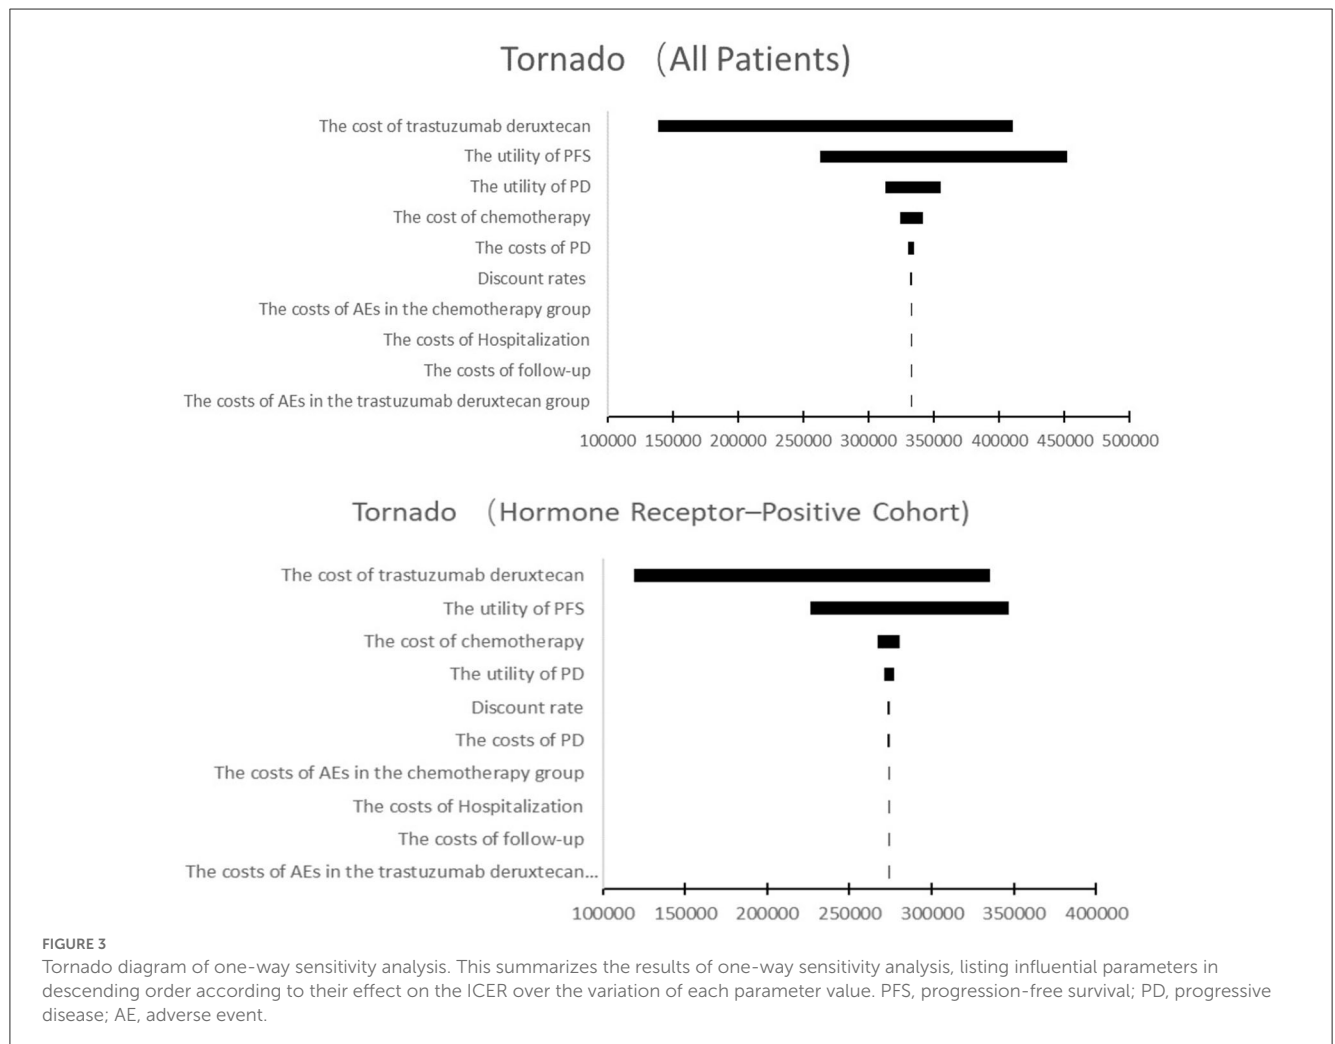 Tornado （All Patients)
The cost of trastuzumab deruxtecan
The utility of PFS
The utility of PD
The cost of chemotherapy
The costs of PD
Discount rates
The costs of AEs in the chemotherapy group
The costs of Hospitalization
The costs of follow-up
The costs of AEs in the trastuzumab deruxtecan group
100000 150000 200000 250000 300000 350000 400000 450000 500000
Tornado （Hormone Receptor–Positive Cohort)
The cost of trastuzumab deruxtecan
The utility of PFS
The cost of chemotherapy
The utility of PD
Discount rate
The costs of PD
The costs of AEs in the chemotherapy group
The costs of Hospitalization
The costs of follow-up
The costs of AEs in the trastuzumab deruxtecan...
100000 150000 200000 250000 300000 350000 400000
FIGURE 3
Tornado diagram of one-way sensitivity analysis. This summarizes the results of one-way sensitivity analysis, listing influential parameters in
descending order according to their effect on the ICER over the variation of each parameter value. PFS, progression-free survival; PD, progressive
disease; AE, adverse event.